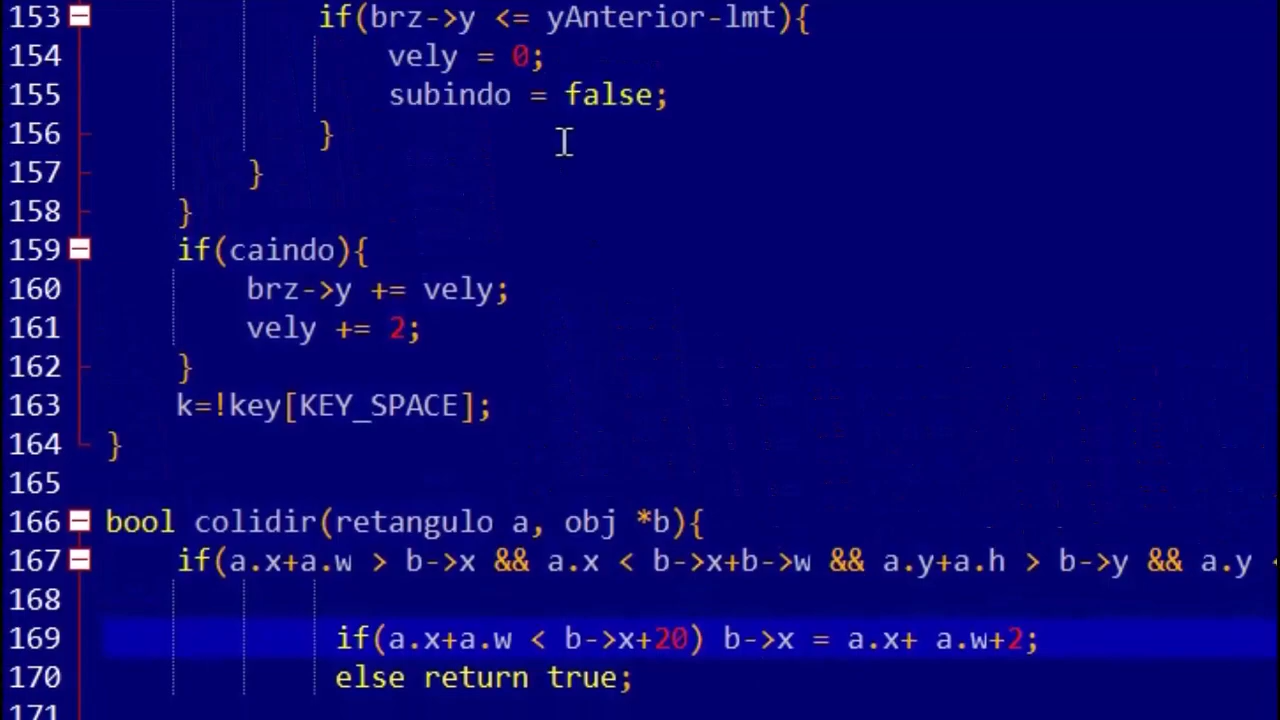 153 if(brz->y <= yAnterior-lmt){
154 vely = 0;
155 subindo = false;
156 }
157 }
158 }
159 if(caindo){
160 brz->y += vely;
161 vely += 2;
162 }
163 k=!key[KEY_SPACE];
164 }
165
166 bool colidir(retangulo a, obj *b){
167 if(a.x+a.w > b->x && a.x < b->x+b->w && a.y+a.h > b->y && a.y
168
169 if(a.x+a.w < b->x+20) b->x = a.x+ a.w+2;
170 else return true;
171